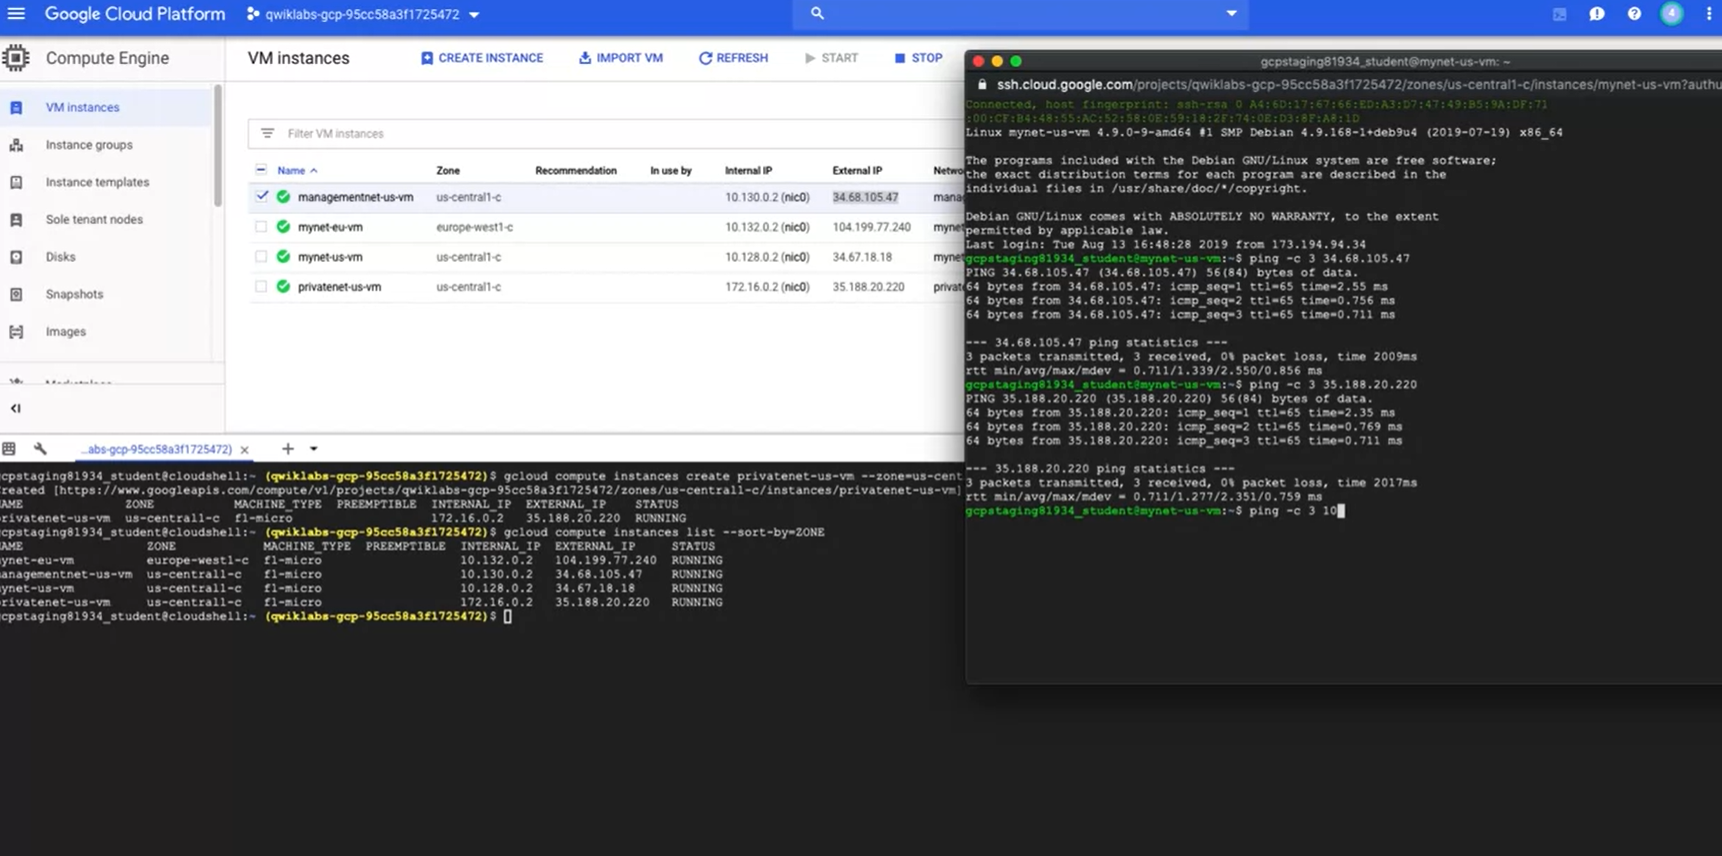 Google Cloud Platform
qwiklabs-gcp-95cc58a3f1725472
4
Compute Engine
VM instances
Instance groups
Instance templates
Sole tenant nodes
Disks
Snapshots
Images
VM instances
CREATE INSTANCE
IMPORT VM
REFRESH
START
STOP
Filter VM instances
Name Zone Recommendation In use by Internal IP External IP Netwo
managementnet-us-vm us-central1-c 10.130.0.2 (nic0) 34.68.105.47 mana
mynet-eu-vm europe-west1-c 10.132.0.2 (nic0) 104.199.77.240 mynet
mynet-us-vm us-central1-c 10.128.0.2 (nic0) 34.67.18.18 mynet
privatenet-us-vm us-central1-c 172.16.0.2 (nic0) 35.188.20.220 private
...abs-gcp-95cc58a3f1725472)
gcpstaging81934_student@mynet-us-vm: ~
ssh.cloud.google.com/projects/qwiklabs-gcp-95cc58a3f1725472/zones/us-central1-c/instances/mynet-us-vm?authu
Connected, host fingerprint: ssh-rsa 0 A4:6D:17:67:66:ED:A3:D7:47:49:B5:9A:DF:71
:00:CF:B4:48:55:AC:52:58:0E:59:18:2F:74:0E:D3:8F:A8:1D
Linux mynet-us-vm 4.9.0-9-amd64 #1 SMP Debian 4.9.168-1+deb9u4 (2019-07-19) x86_64
The programs included with the Debian GNU/Linux system are free software;
the exact distribution terms for each program are described in the
individual files in /usr/share/doc/*/copyright.
Debian GNU/Linux comes with ABSOLUTELY NO WARRANTY, to the extent
permitted by applicable law.
Last login: Tue Aug 13 16:48:28 2019 from 173.194.94.34
gcpstaging81934_student@mynet-us-vm:~$ ping -c 3 34.68.105.47
PING 34.68.105.47 (34.68.105.47) 56(84) bytes of data.
64 bytes from 34.68.105.47: icmp_seq=1 ttl=65 time=2.55 ms
64 bytes from 34.68.105.47: icmp_seq=2 ttl=65 time=0.756 ms
64 bytes from 34.68.105.47: icmp_seq=3 ttl=65 time=0.711 ms
--- 34.68.105.47 ping statistics ---
3 packets transmitted, 3 received, 0% packet loss, time 2009ms
rtt min/avg/max/mdev = 0.711/1.339/2.550/0.856 ms
gcpstaging81934_student@mynet-us-vm:~$ ping -c 3 35.188.20.220
PING 35.188.20.220 (35.188.20.220) 56(84) bytes of data.
64 bytes from 35.188.20.220: icmp_seq=1 ttl=65 time=2.35 ms
64 bytes from 35.188.20.220: icmp_seq=2 ttl=65 time=0.769 ms
64 bytes from 35.188.20.220: icmp_seq=3 ttl=65 time=0.711 ms
--- 35.188.20.220 ping statistics ---
3 packets transmitted, 3 received, 0% packet loss, time 2017ms
rtt min/avg/max/mdev = 0.711/1.277/2.351/0.759 ms
gcpstaging81934_student@mynet-us-vm:~$ ping -c 3 10
cpstaging81934_student@cloudshell:~ (qwiklabs-gcp-95cc58a3f1725472)$ gcloud compute instances create privatenet-us-vm --zone=us-cent
reated [https://www.googleapis.com/compute/v1/projects/qwiklabs-gcp-95cc58a3f1725472/zones/us-central1-c/instances/privatenet-us-vm]
AME ZONE MACHINE_TYPE PREEMPTIBLE INTERNAL_IP EXTERNAL_IP STATUS
rivatenet-us-vm us-central1-c f1-micro 172.16.0.2 35.188.20.220 RUNNING
cpstaging81934_student@cloudshell:~ (qwiklabs-gcp-95cc58a3f1725472)$ gcloud compute instances list --sort-by=ZONE
AME ZONE MACHINE_TYPE PREEMPTIBLE INTERNAL_IP EXTERNAL_IP STATUS
ynet-eu-vm europe-west1-c f1-micro 10.132.0.2 104.199.77.240 RUNNING
anagementnet-us-vm us-central1-c f1-micro 10.130.0.2 34.68.105.47 RUNNING
ynet-us-vm us-central1-c f1-micro 10.128.0.2 34.67.18.18 RUNNING
rivatenet-us-vm us-central1-c f1-micro 172.16.0.2 35.188.20.220 RUNNING
cpstaging81934_student@cloudshell:~ (qwiklabs-gcp-95cc58a3f1725472)$